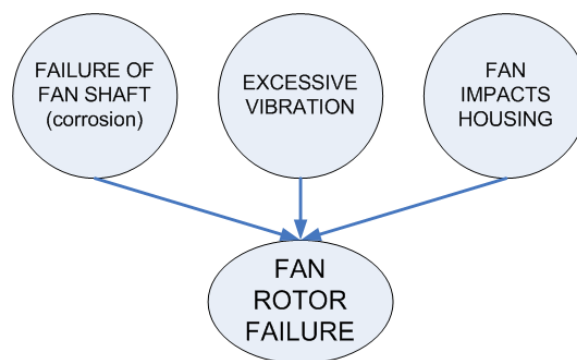 FAILURE OF
FAN SHAFT
(corrosion)
EXCESSIVE
VIBRATION
FAN
IMPACTS
HOUSING
FAN
ROTOR
FAILURE